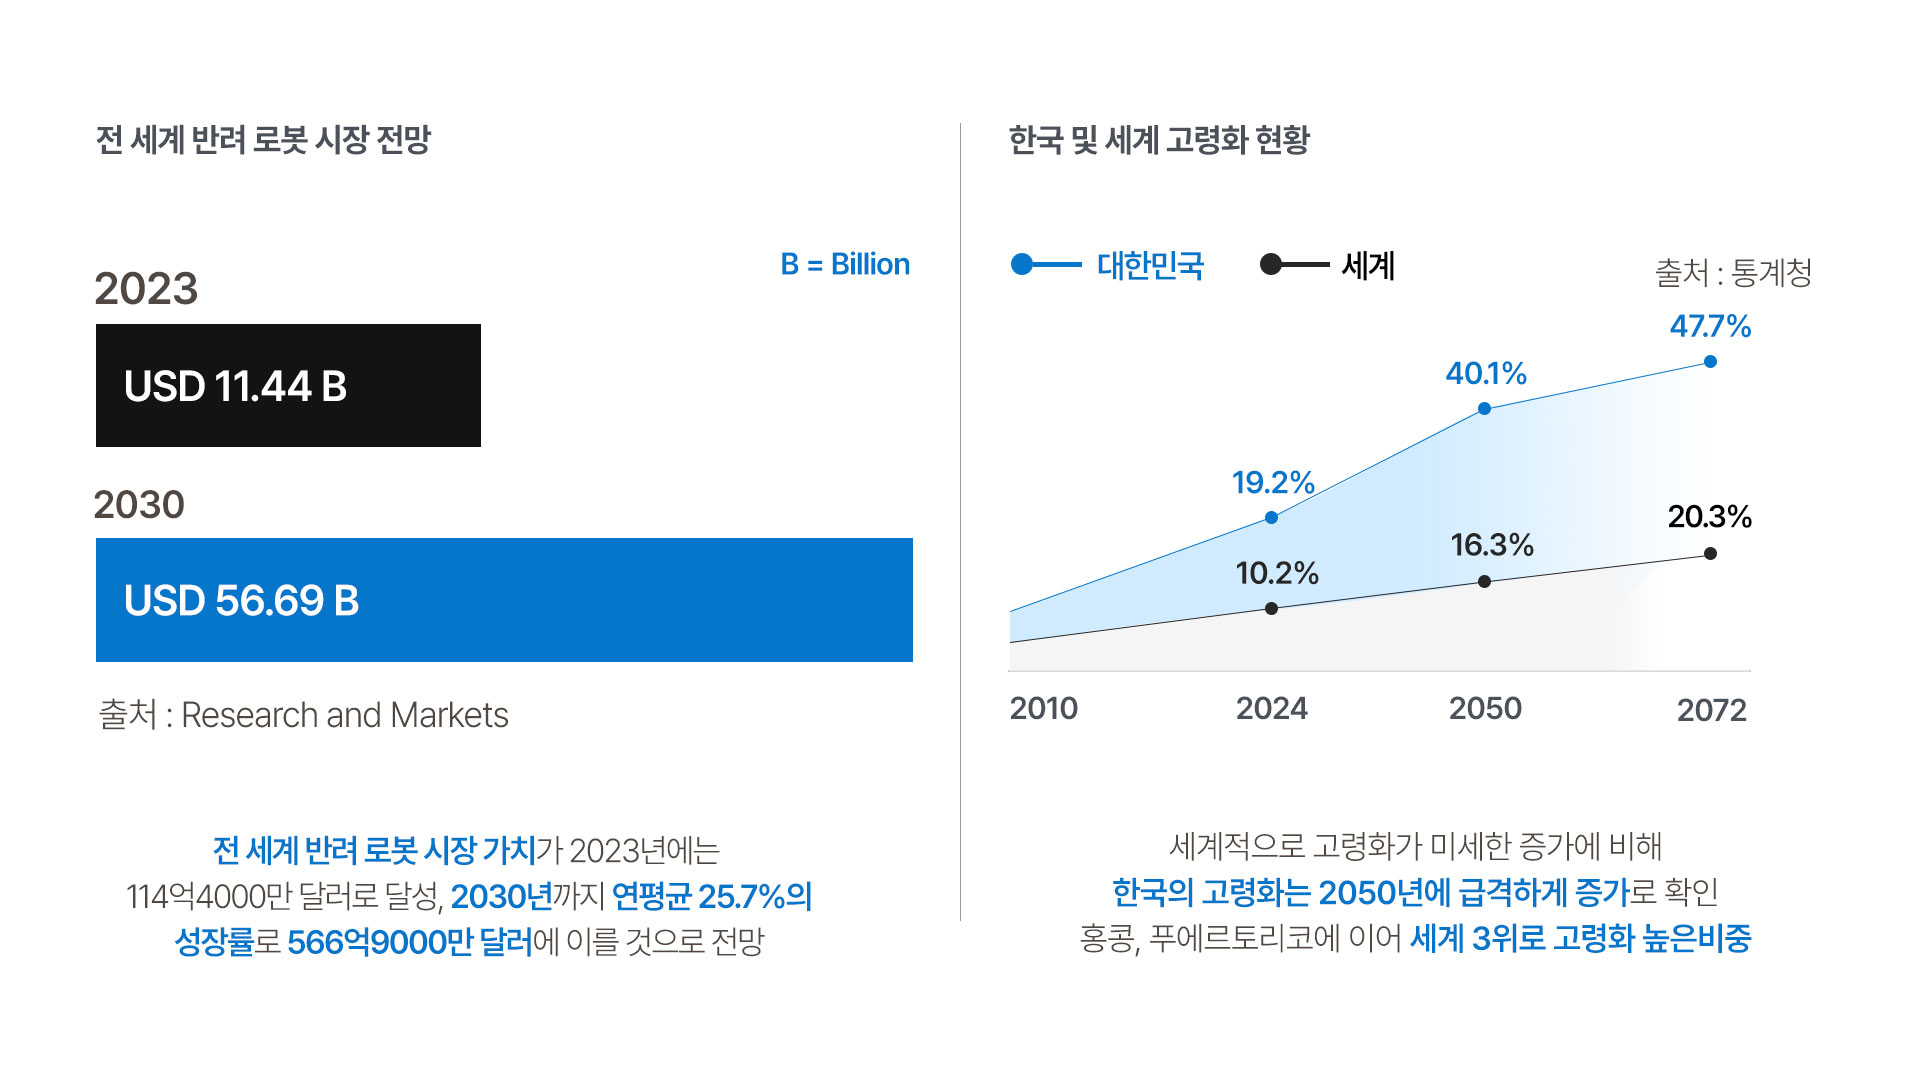 전 세계 반려 로봇 시장 전망
B = Billion
2023
USD 11.44 B
2030
USD 56.69 B
출처 : Research and Markets
전 세계 반려 로봇 시장 가치가 2023년에는
114억4000만 달러로 달성, 2030년까지 연평균 25.7%의
성장률로 566억9000만 달러에 이를 것으로 전망
한국 및 세계 고령화 현황
대한민국 세계
출처 : 통계청
47.7%
40.1%
19.2%
20.3%
16.3%
10.2%
2010 2024 2050 2072
세계적으로 고령화가 미세한 증가에 비해
한국의 고령화는 2050년에 급격하게 증가로 확인
홍콩, 푸에르토리코에 이어 세계 3위로 고령화 높은비중